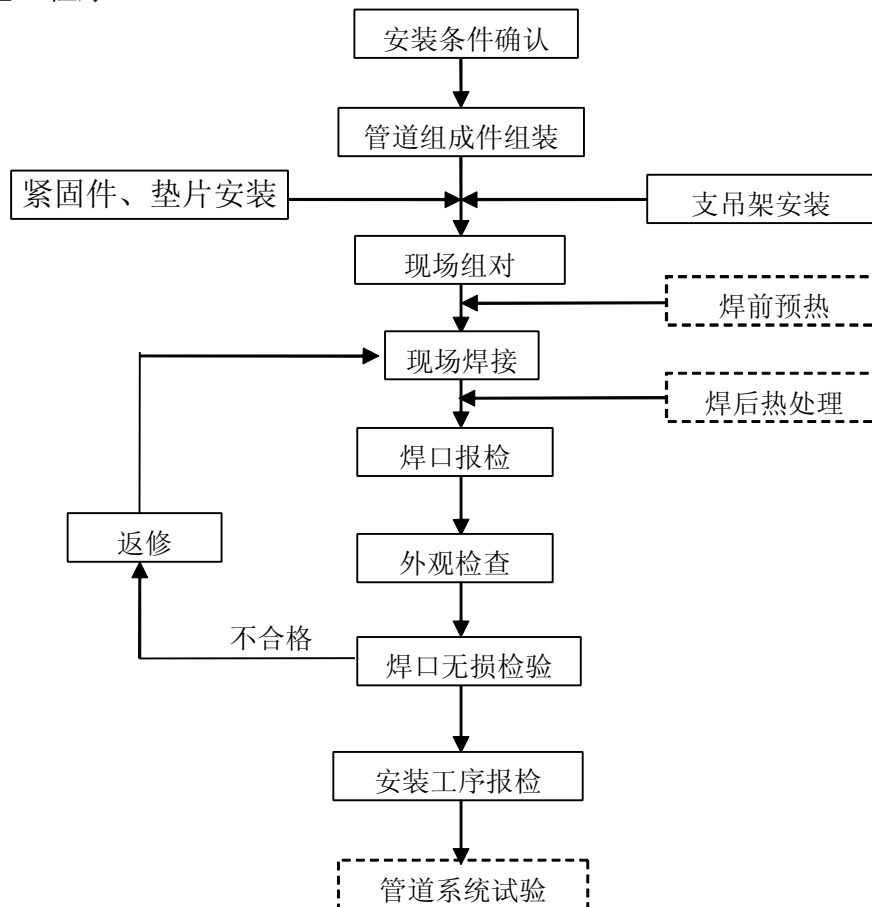 安装条件确认
管道组成件组装
紧固件、垫片安装
支吊架安装
现场组对
焊前预热
现场焊接
焊后热处理
焊口报检
返修
外观检查
不合格
焊口无损检验
安装工序报检
管道系统试验